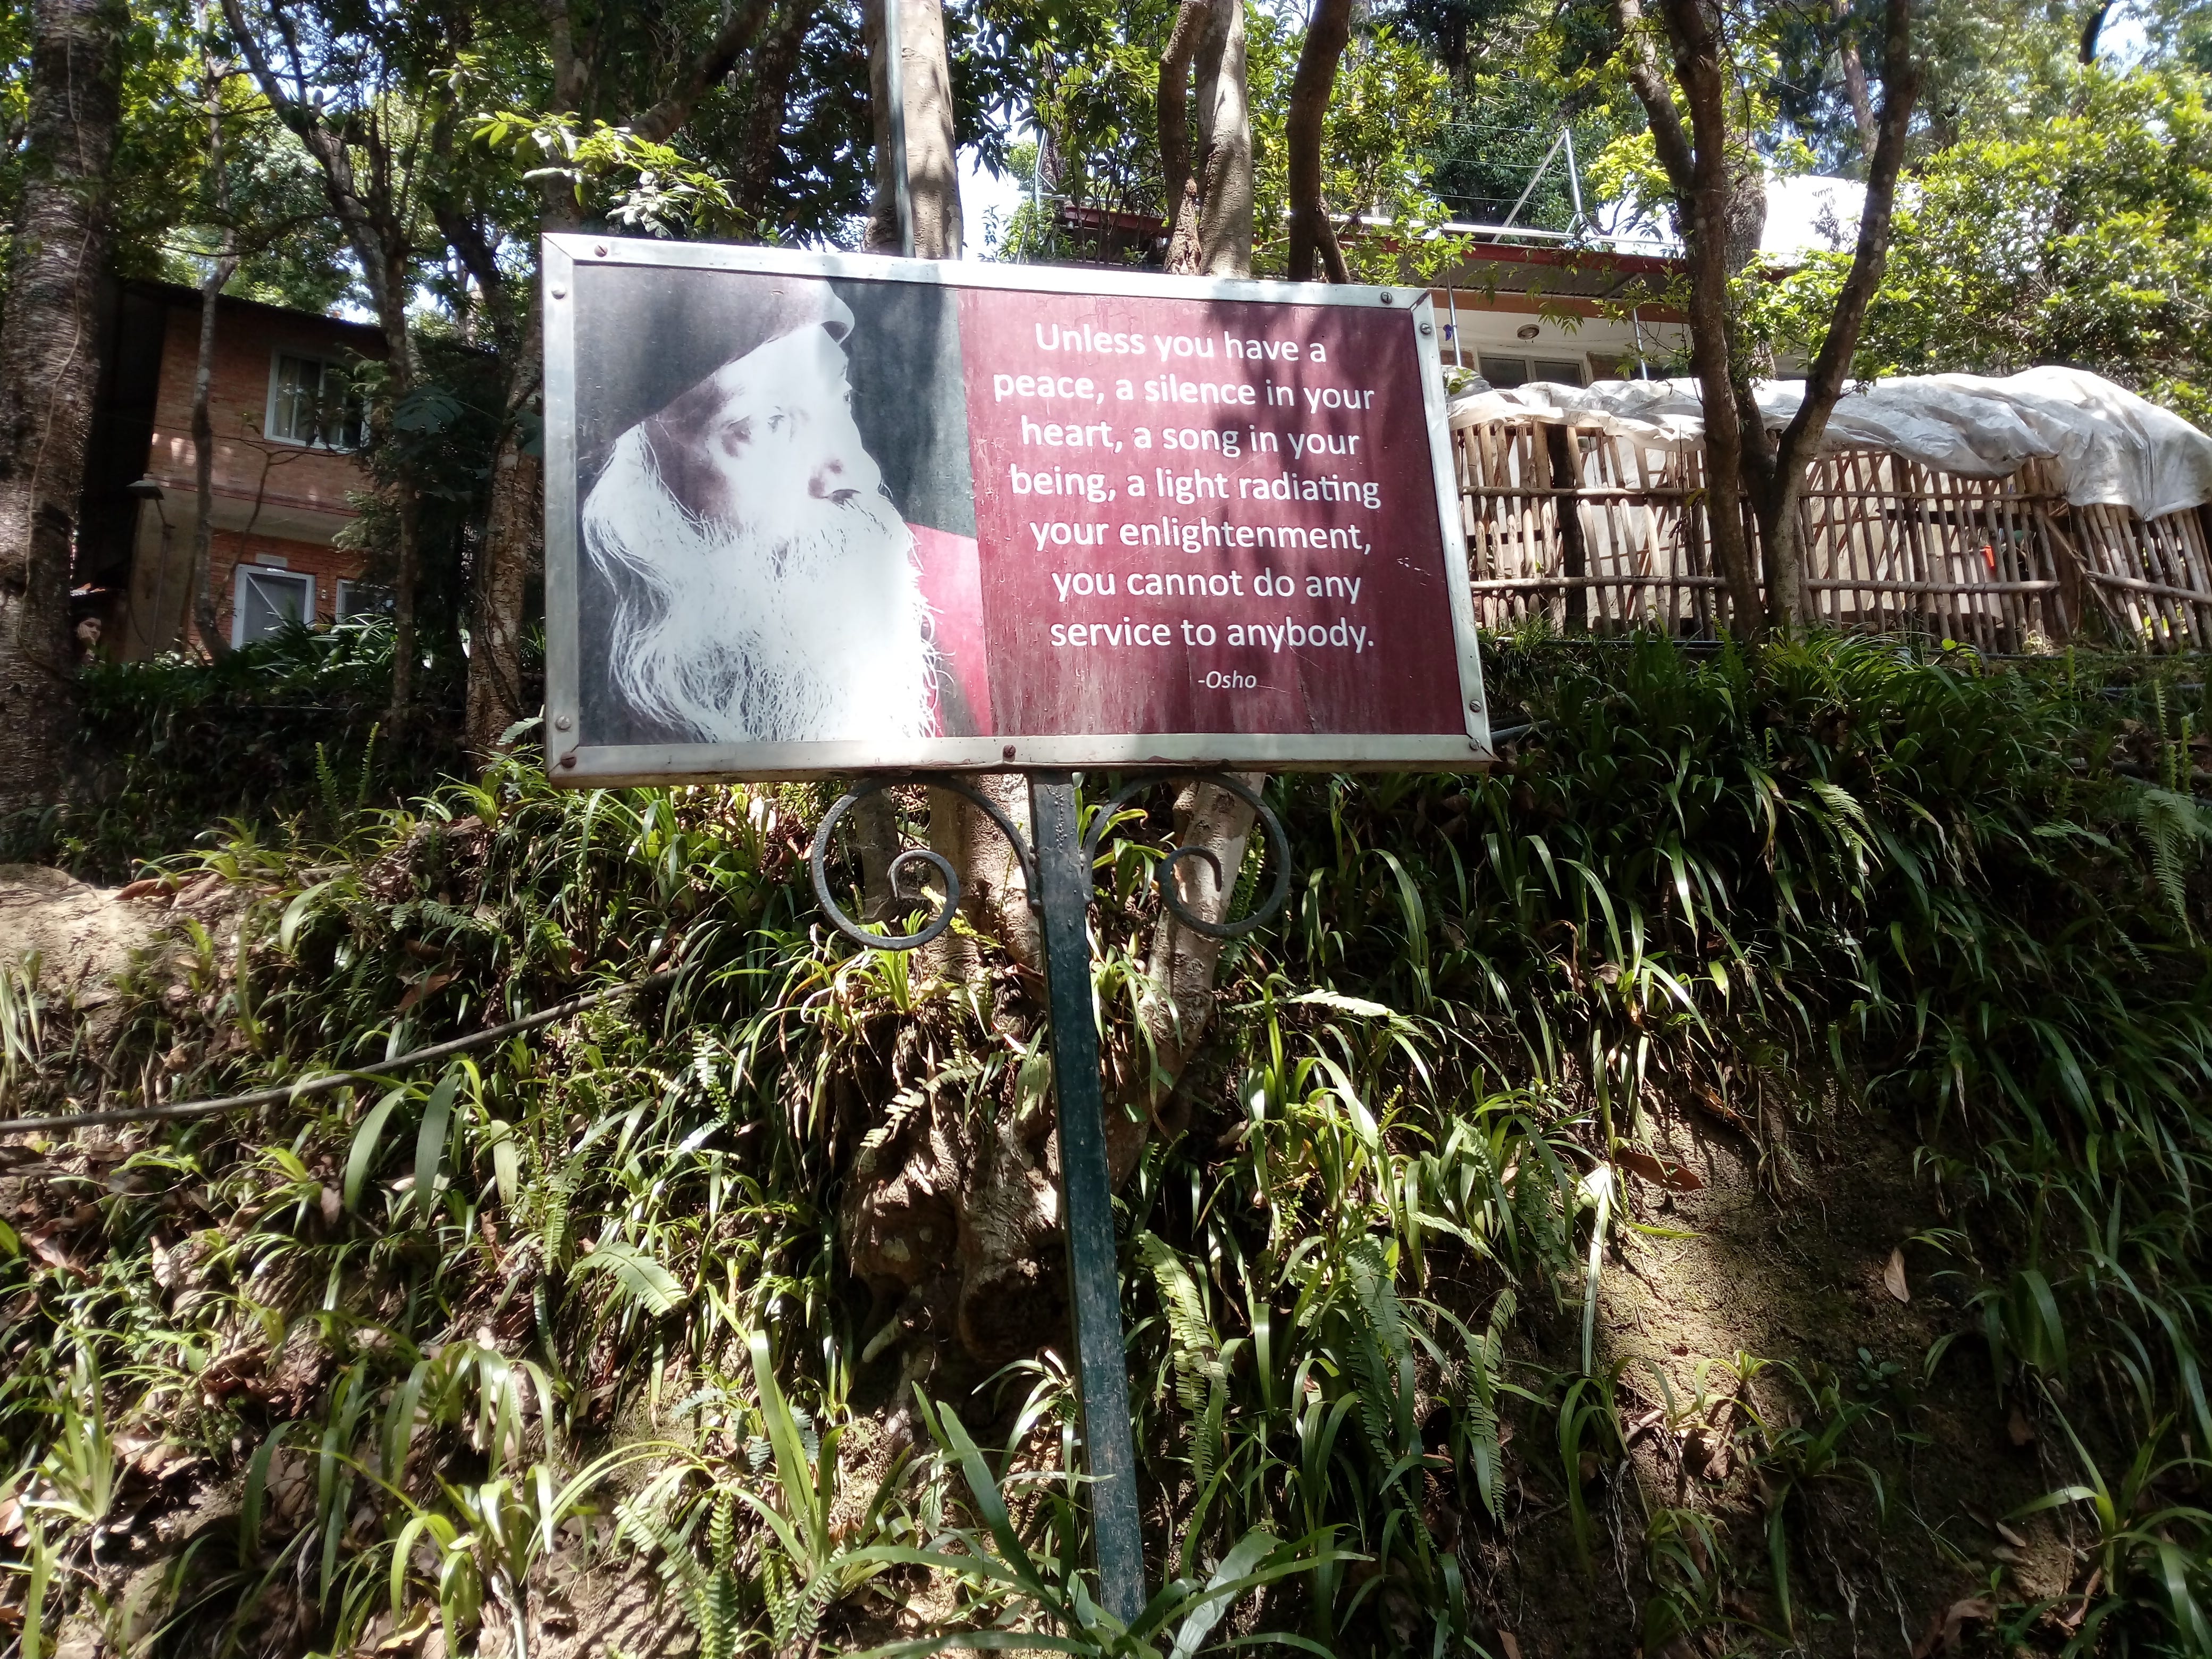 Unless you have a
peace, a silence in your
heart, a song in your
being, a light radiating
your enlightenment,
you cannot do any
service to anybody.
-Osho